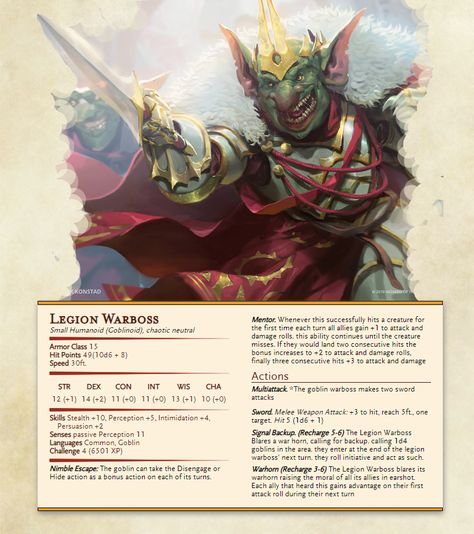 Legion Warboss
Small Humanoid (Goblinoid), chaotic neutral
Armor Class 15
Hit Points 49(10d6 + 8)
Speed 30ft.
STR DEX CON INT WIS CHA
12 (+1) 14 (+2) 11 (+0) 11 (+0) 13 (+1) 10 (+0)
Skills Stealth +10, Perception +5, Intimidation +4,
Persuasion +2
Senses passive Perception 11
Languages Common, Goblin
Challenge 4 (6501 XP)
Nimble Escape: The goblin can take the Disengage or
Hide action as a bonus action on each of its turns.
Mentor. Whenever this successfully hits a creature for
the first time each turn all allies gain +1 to attack and
damage rolls, this ability continues until the creature
misses. If they would land two consecutive hits the
bonus increases to +2 to attack and damage rolls,
finally three consecutive hits +3 to attack and damage
Actions
Multiattack. *The goblin warboss makes two sword
attacks
Sword. Melee Weapon Attack: +3 to hit, reach 5ft., one
target. Hit 5 (1d6 + 1)
Signal Backup. (Recharge 5-6) The Legion Warboss
Blares a war horn, calling for backup. calling 1d4
goblins in the area, they enter at the end of the legion
warboss' next turn. they roll initiative and act as such.
Warhorn (Recharge 3-6) The Legion Warboss blares its
warhorn raising the moral of all its allies in earshot.
Each ally that heard this gains advantage on their first
attack roll during their next turn